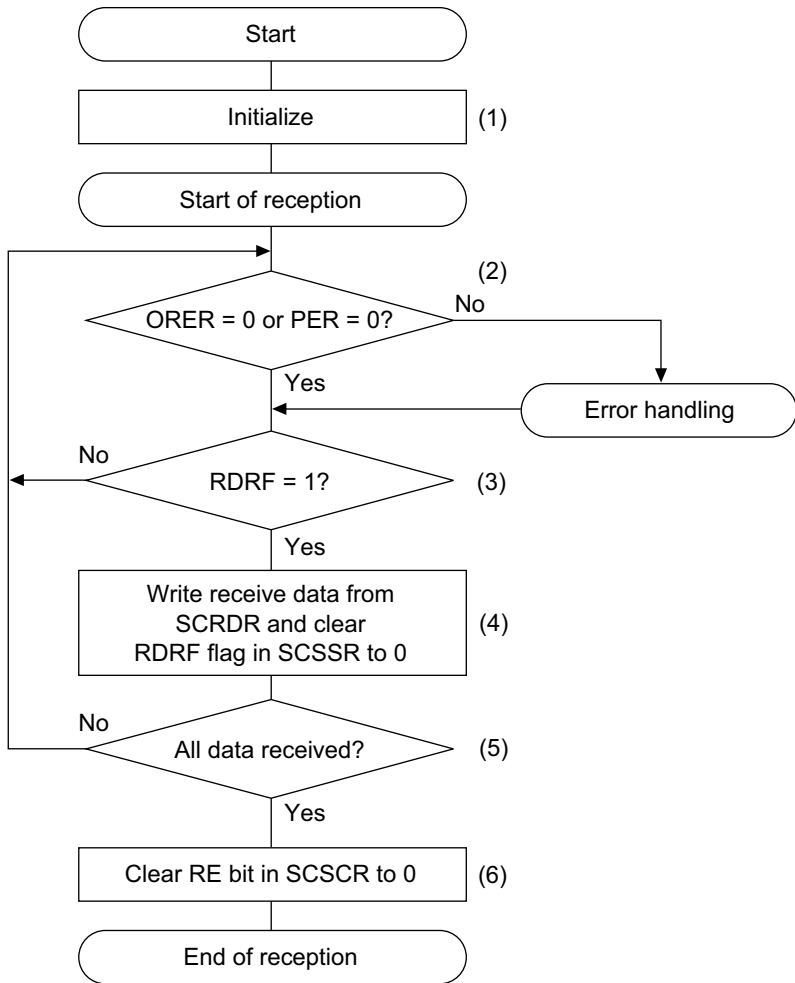 Start
Initialize
(1)
Start of reception
(2)
ORER = 0 or PER = 0?
No
Yes
Error handling
No
RDRF = 1?
(3)
Yes
Write receive data from
SCRDR and clear
RDRF flag in SCSSR to 0
(4)
No
All data received?
(5)
Yes
Clear RE bit in SCSCR to 0
(6)
End of reception